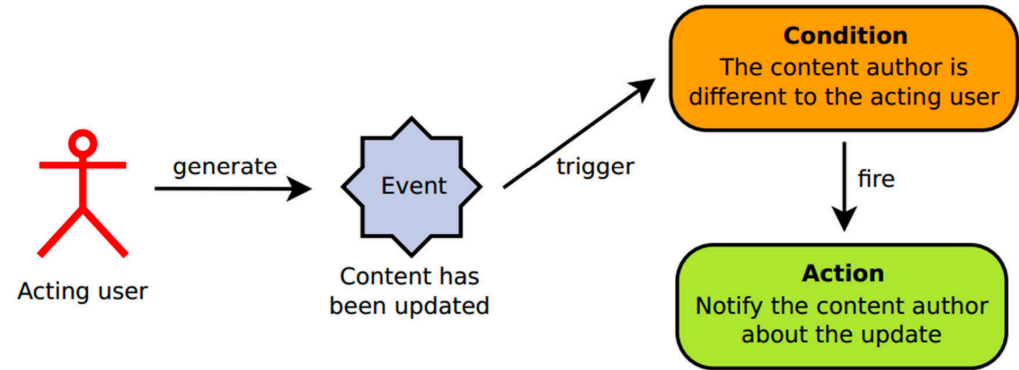 Acting user
generate
Event
Content has
been updated
trigger
Condition
The content author is
different to the acting user
fire
Action
Notify the content author
about the update